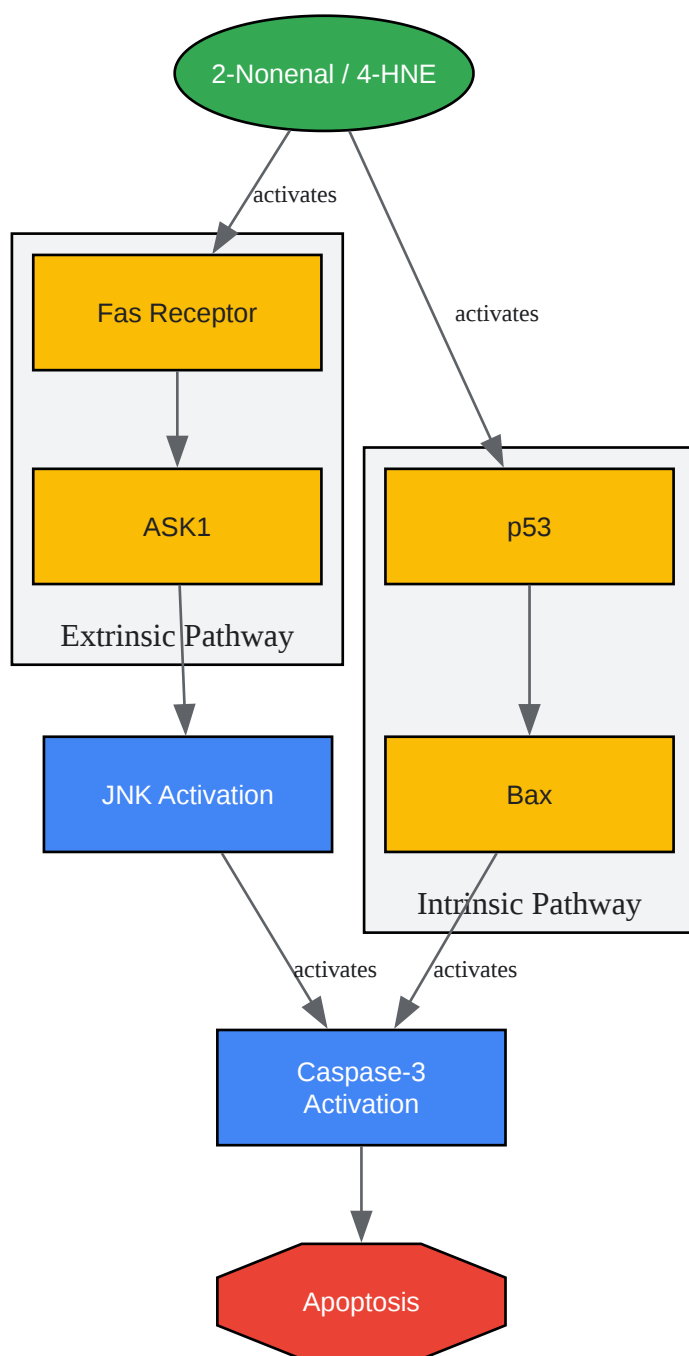 2-Nonenal / 4-HNE
activates
Fas Receptor
activates
ASK1
p53
Extrinsic Pathway
JNK Activation
Bax
Intrinsic Pathway
activates
activates
Caspase-3
Activation
Apoptosis